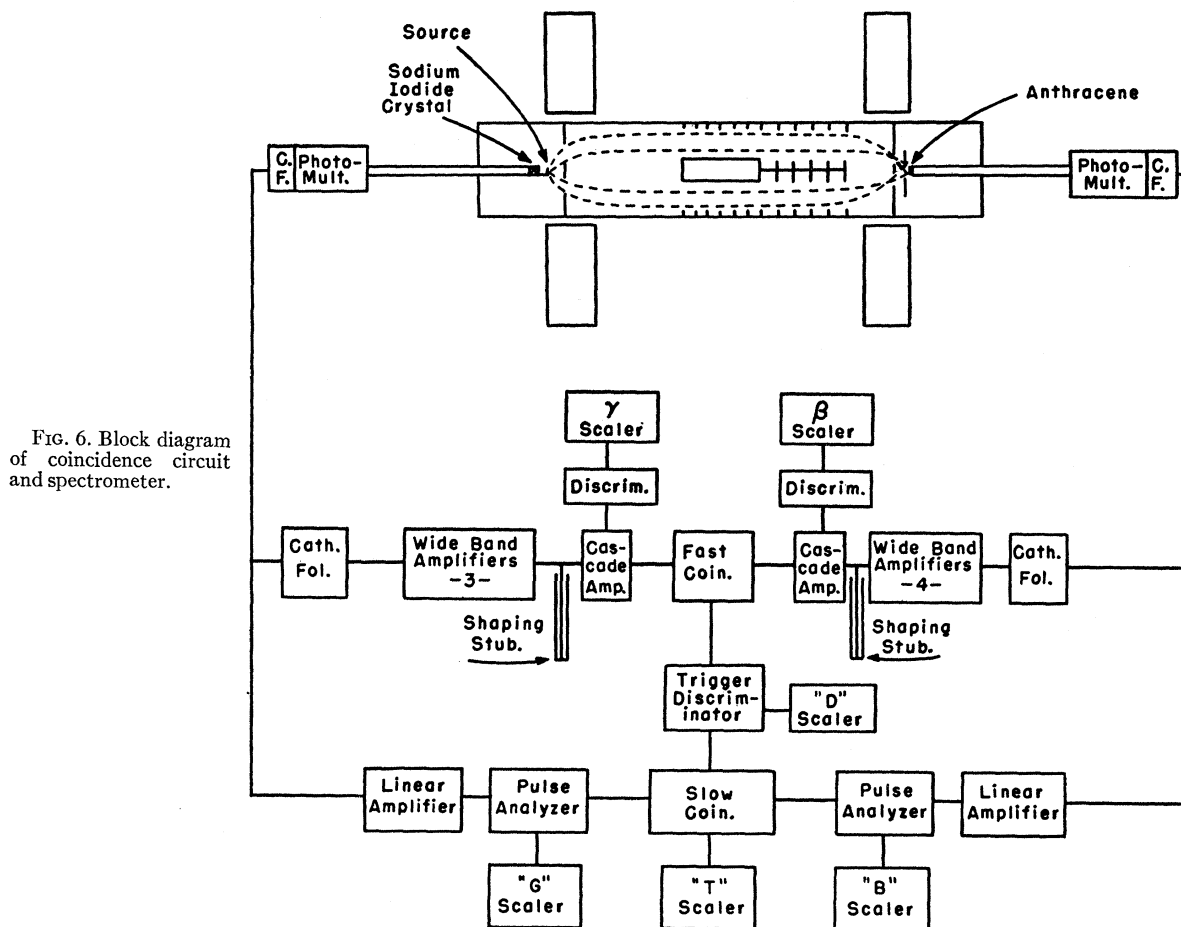 Source
Sodium
Iodide
Crystal
Anthracene
C.
F.
Photo-
Mult.
Photo-
Mult.
C.
F.
FIG. 6. Block diagram
of coincidence circuit
and spectrometer.
γ
Scaler
β
Scaler
Discrim.
Discrim.
Cath.
Fol.
Wide Band
Amplifiers
-3-
Cas-
cade
Amp.
Fast
Coin.
Cas-
cade
Amp.
Wide Band
Amplifiers
-4-
Cath.
Fol.
Shaping
Stub.
Shaping
Stub.
Trigger
Discrim-
inator
"D"
Scaler
Linear
Amplifier
Pulse
Analyzer
Slow
Coin.
Pulse
Analyzer
Linear
Amplifier
"G"
Scaler
"T"
Scaler
"B"
Scaler